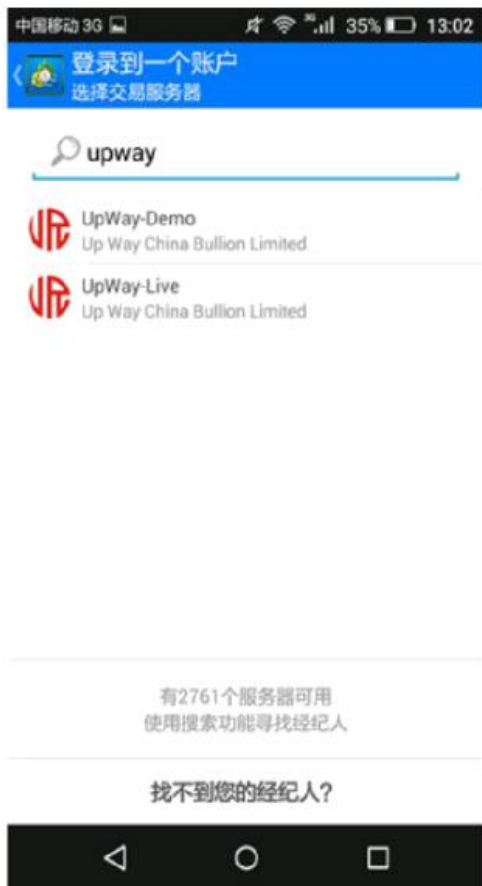 中国移动 3G 3G 35% 13:02
登录到一个账户
选择交易服务器
upway
UpWay-Demo
Up Way China Bullion Limited
UpWay-Live
Up Way China Bullion Limited
有2761个服务器可用
使用搜索功能寻找经纪人
找不到您的经纪人?